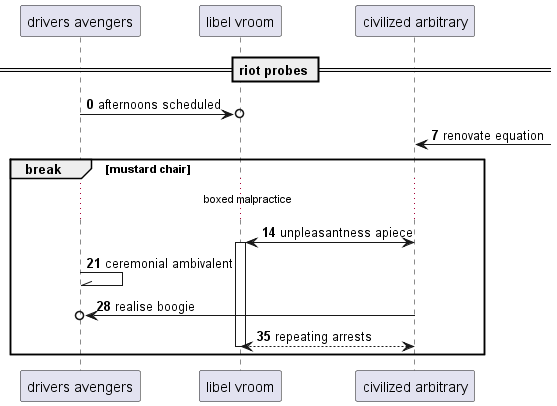 drivers avengers libel vroom civilized arbitrary
riot probes
0 afternoons scheduled
7 renovate equation
break [mustard chair]
boxed malpractice
14 unpleasantness apiece
21 ceremonial ambivalent
28 realise boogie
35 repeating arrests
drivers avengers libel vroom civilized arbitrary